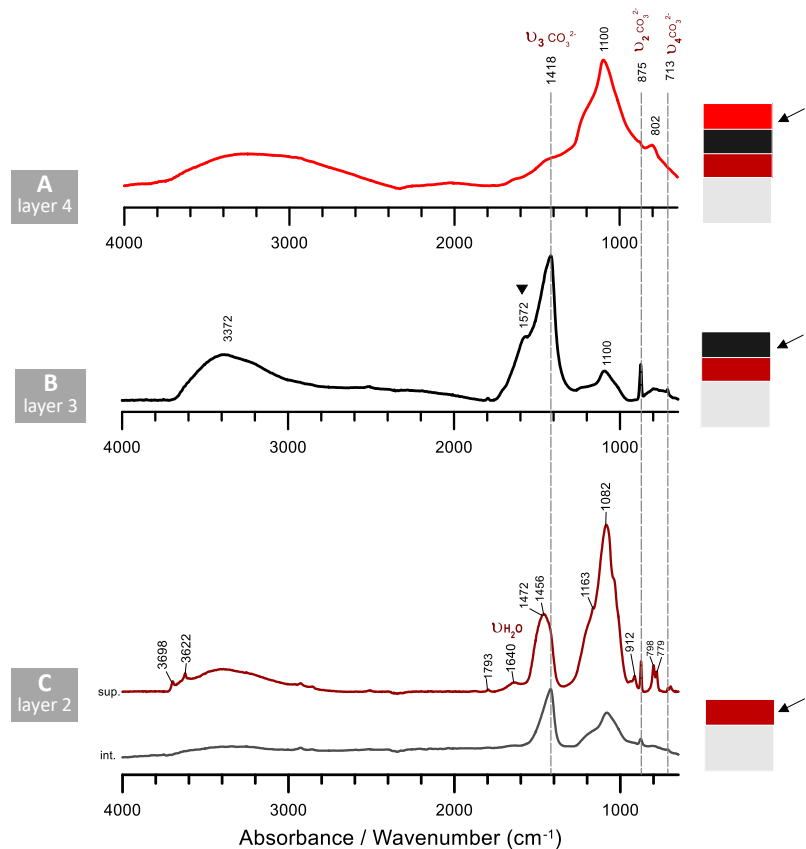 υ3 CO3 2-
1418
1100
υ2 CO3 2-
875
υ4 CO3 2-
713
802
A
layer 4
4000 3000 2000 1000
3372
1572
1100
B
layer 3
4000 3000 2000 1000
3698
3622
1793
υH2O
1640
1472
1456
1163
1082
912
798
779
C
layer 2
sup.
int.
4000 3000 2000 1000
Absorbance / Wavenumber (cm-1)